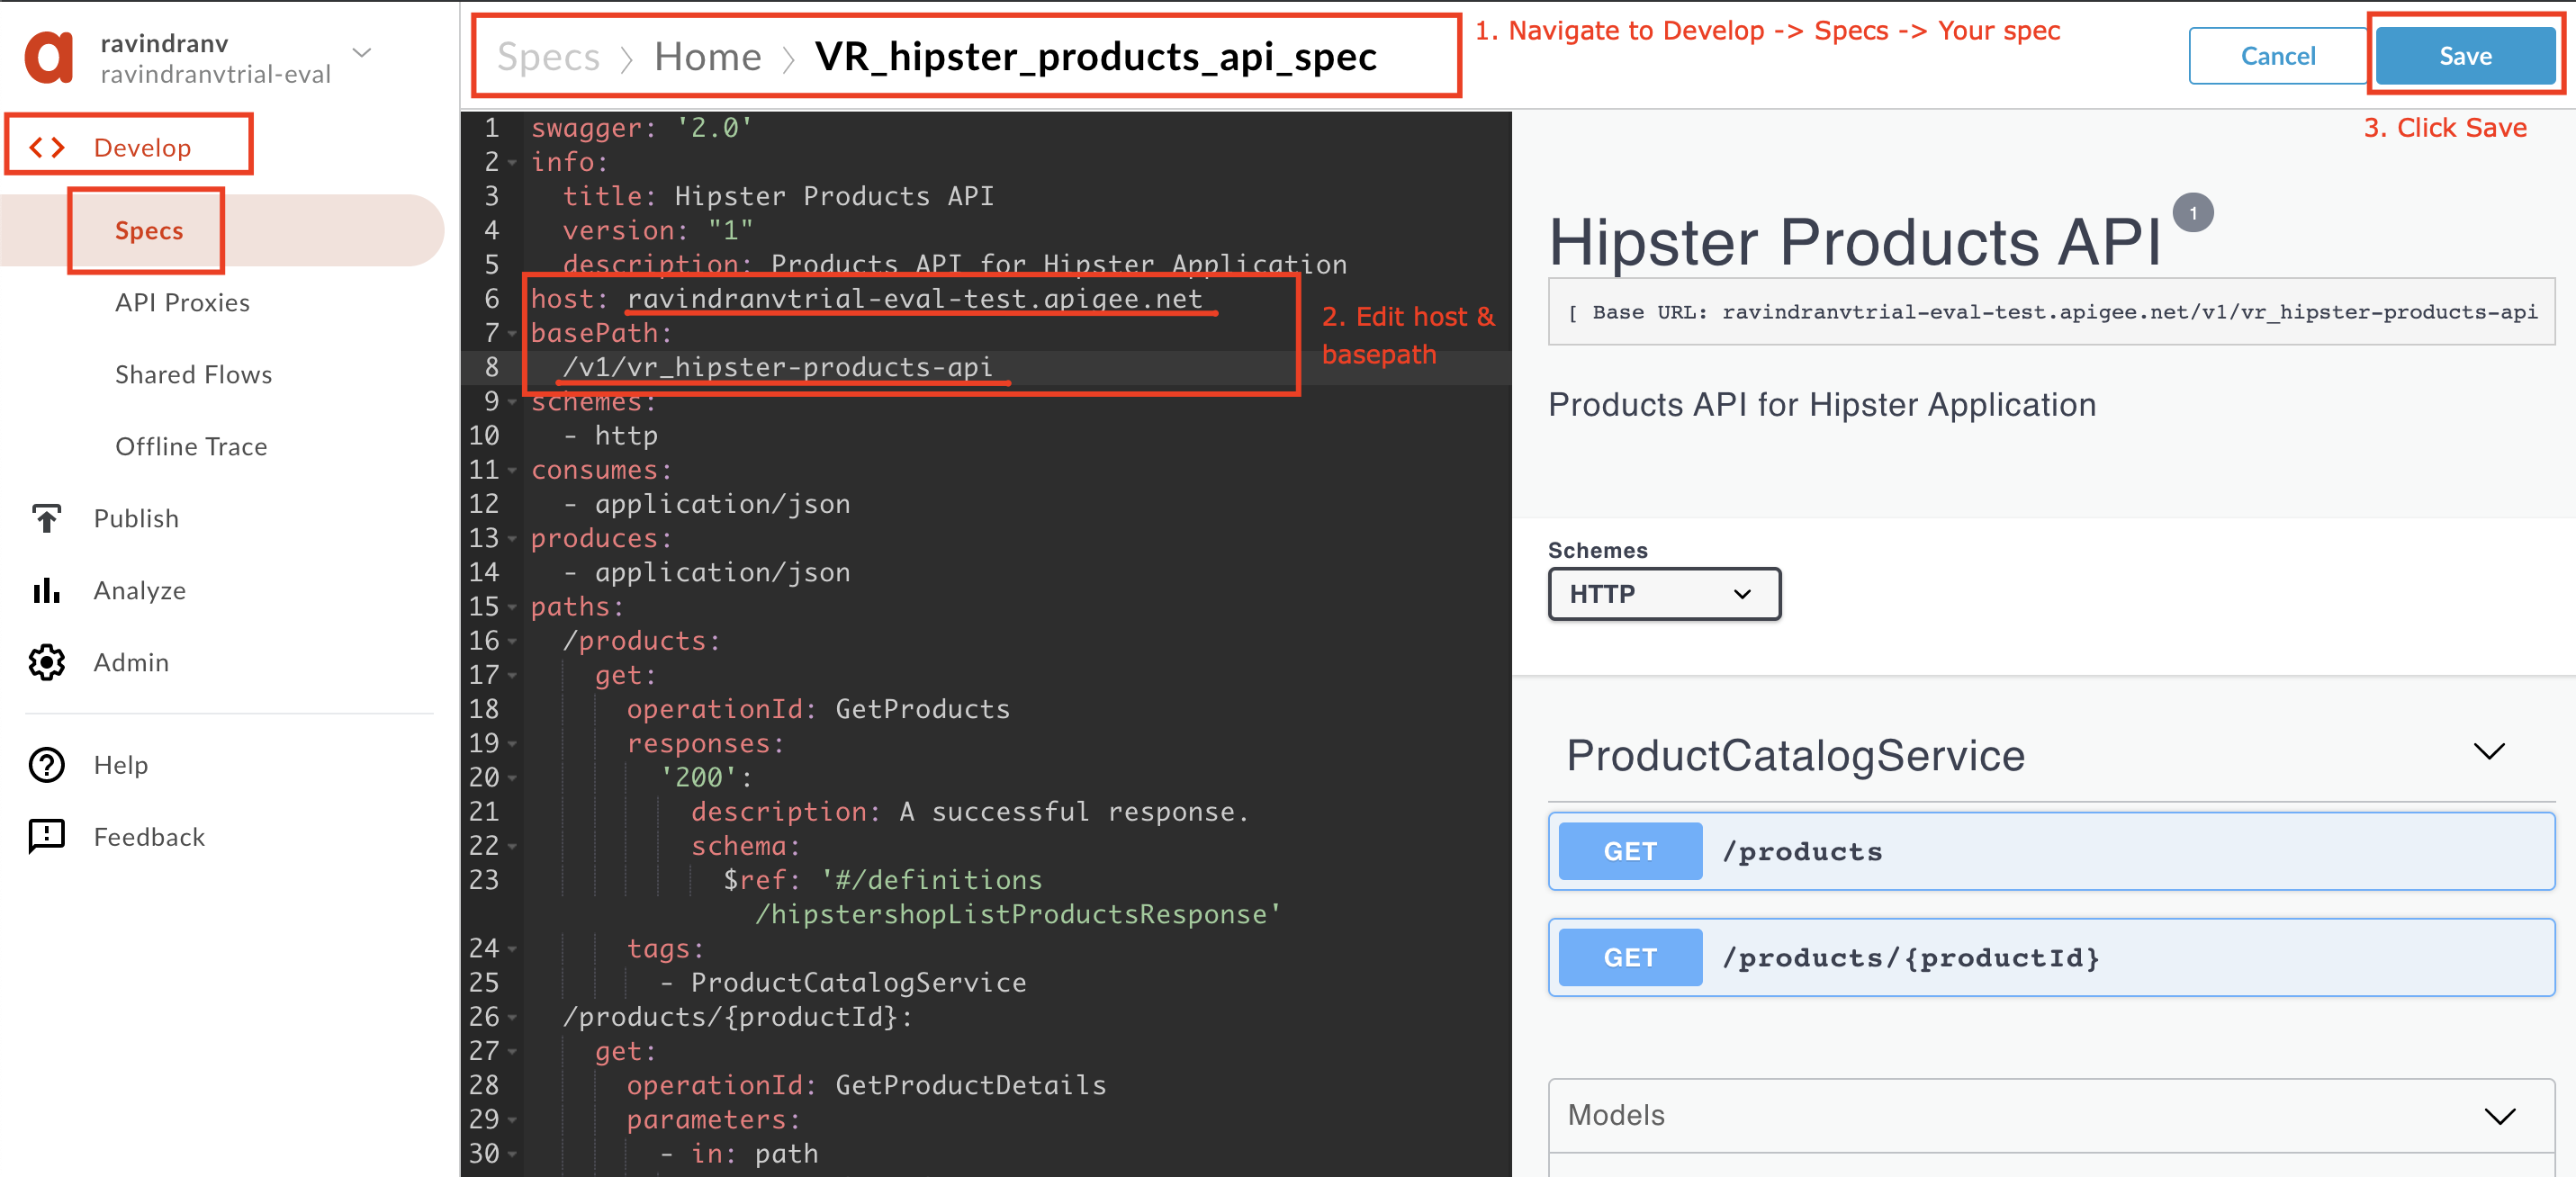 ravindranv
ravindranvtrial-eval
Develop
Specs
API Proxies
Shared Flows
Offline Trace
Publish
Analyze
Admin
Help
Feedback
Specs > Home > VR_hipster_products_api_spec
1. Navigate to Develop -> Specs -> Your spec
Cancel
Save
3. Click Save
1 swagger: '2.0'
2 info:
3 title: Hipster Products API
4 version: "1"
5 description: Products API for Hipster Application
6 host: ravindranvtrial-eval-test.apigee.net
7 basePath:
8 /v1/vr_hipster-products-api
9 schemes:
10 - http
11 consumes:
12 - application/json
13 produces:
14 - application/json
15 paths:
16 /products:
17 get:
18 operationId: GetProducts
19 responses:
20 '200':
21 description: A successful response.
22 schema:
23 $ref: '#/definitions
/hipstershopListProductsResponse'
24 tags:
25 - ProductCatalogService
26 /products/{productId}:
27 get:
28 operationId: GetProductDetails
29 parameters:
30 - in: path
2. Edit host &
basepath
Hipster Products API 1
[ Base URL: ravindranvtrial-eval-test.apigee.net/v1/vr_hipster-products-api
Products API for Hipster Application
Schemes
HTTP
ProductCatalogService
GET /products
GET /products/{productId}
Models